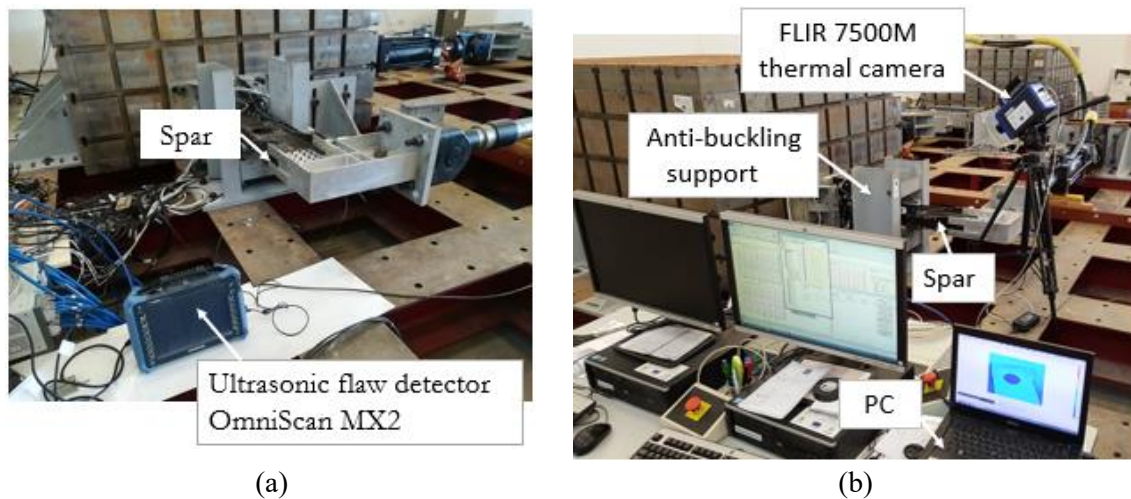 Spar
Ultrasonic flaw detector
OmniScan MX2
(a)
FLIR 7500M
thermal camera
Anti-buckling
support
Spar
PC
(b)